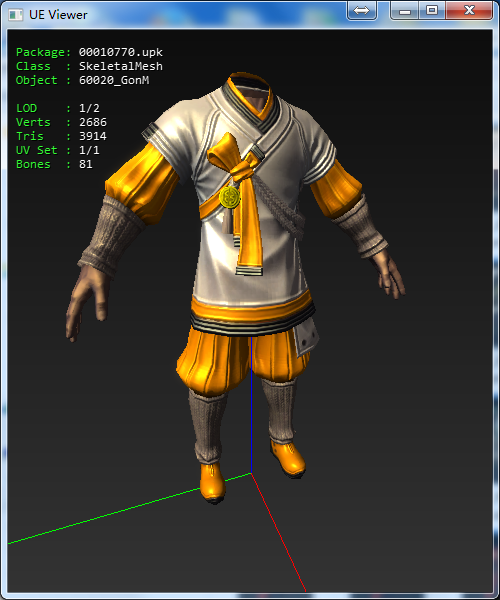 UE Viewer
Package: 00010770.upk
Class : SkeletalMesh
Object : 60020_GonM
LOD : 1/2
Verts : 2686
Tris : 3914
UV Set : 1/1
Bones : 81